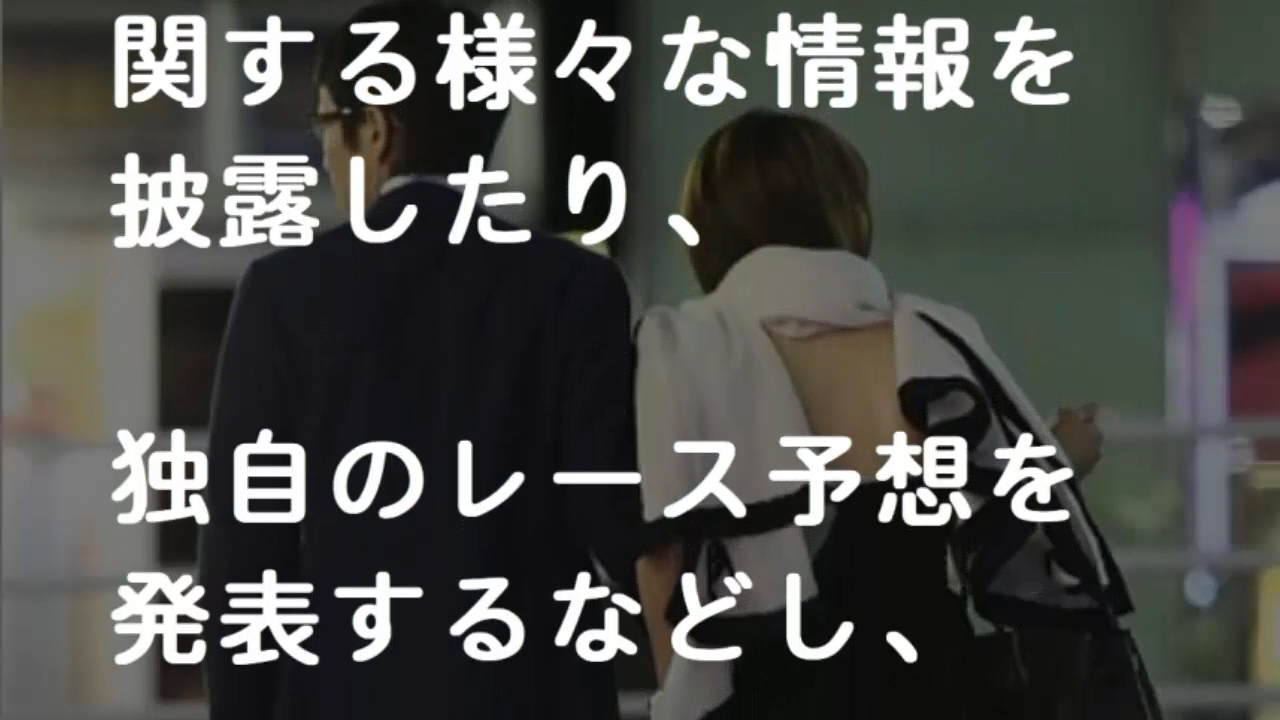 関する様々な情報を
披露したり、
独自のレース予想を
発表するなどし、